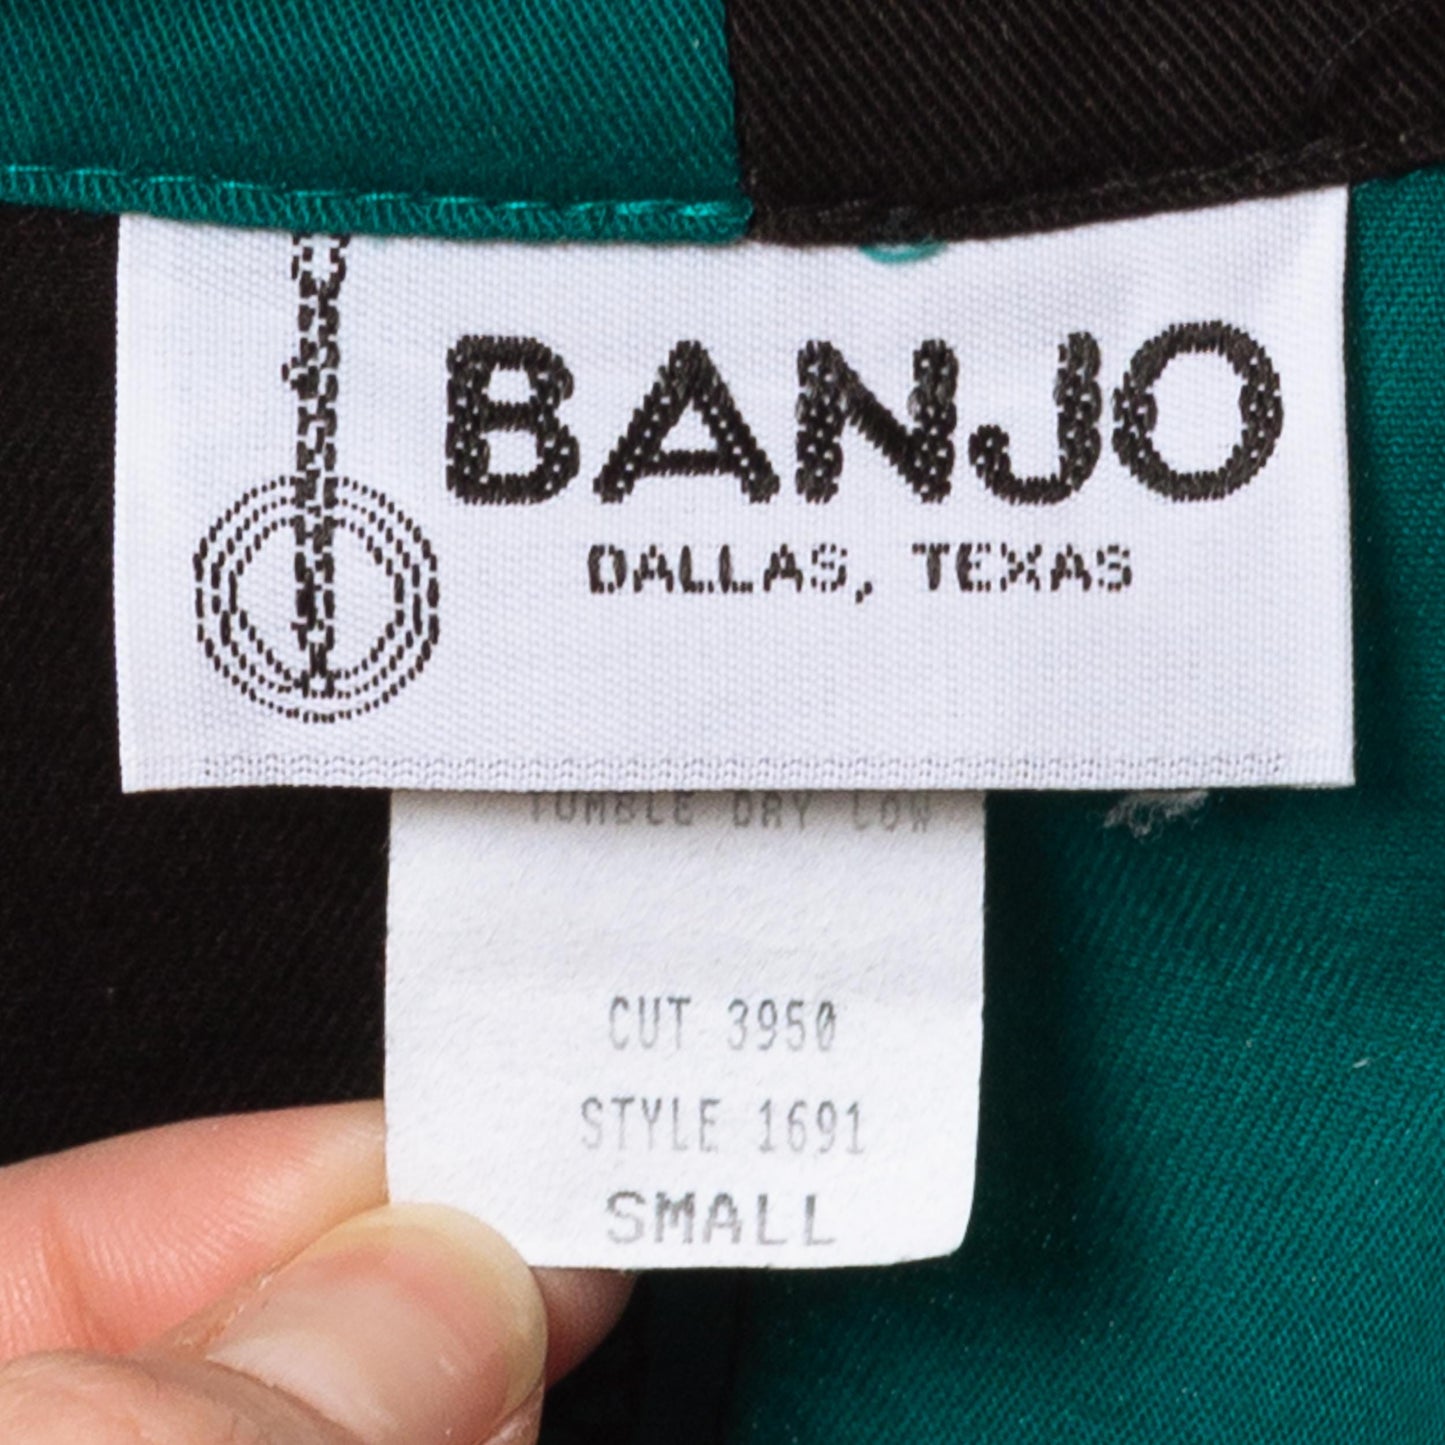 BANJO
DALLAS, TEXAS
TUMBLE DRY LOW
CUT 3950
STYLE 1691
SMALL